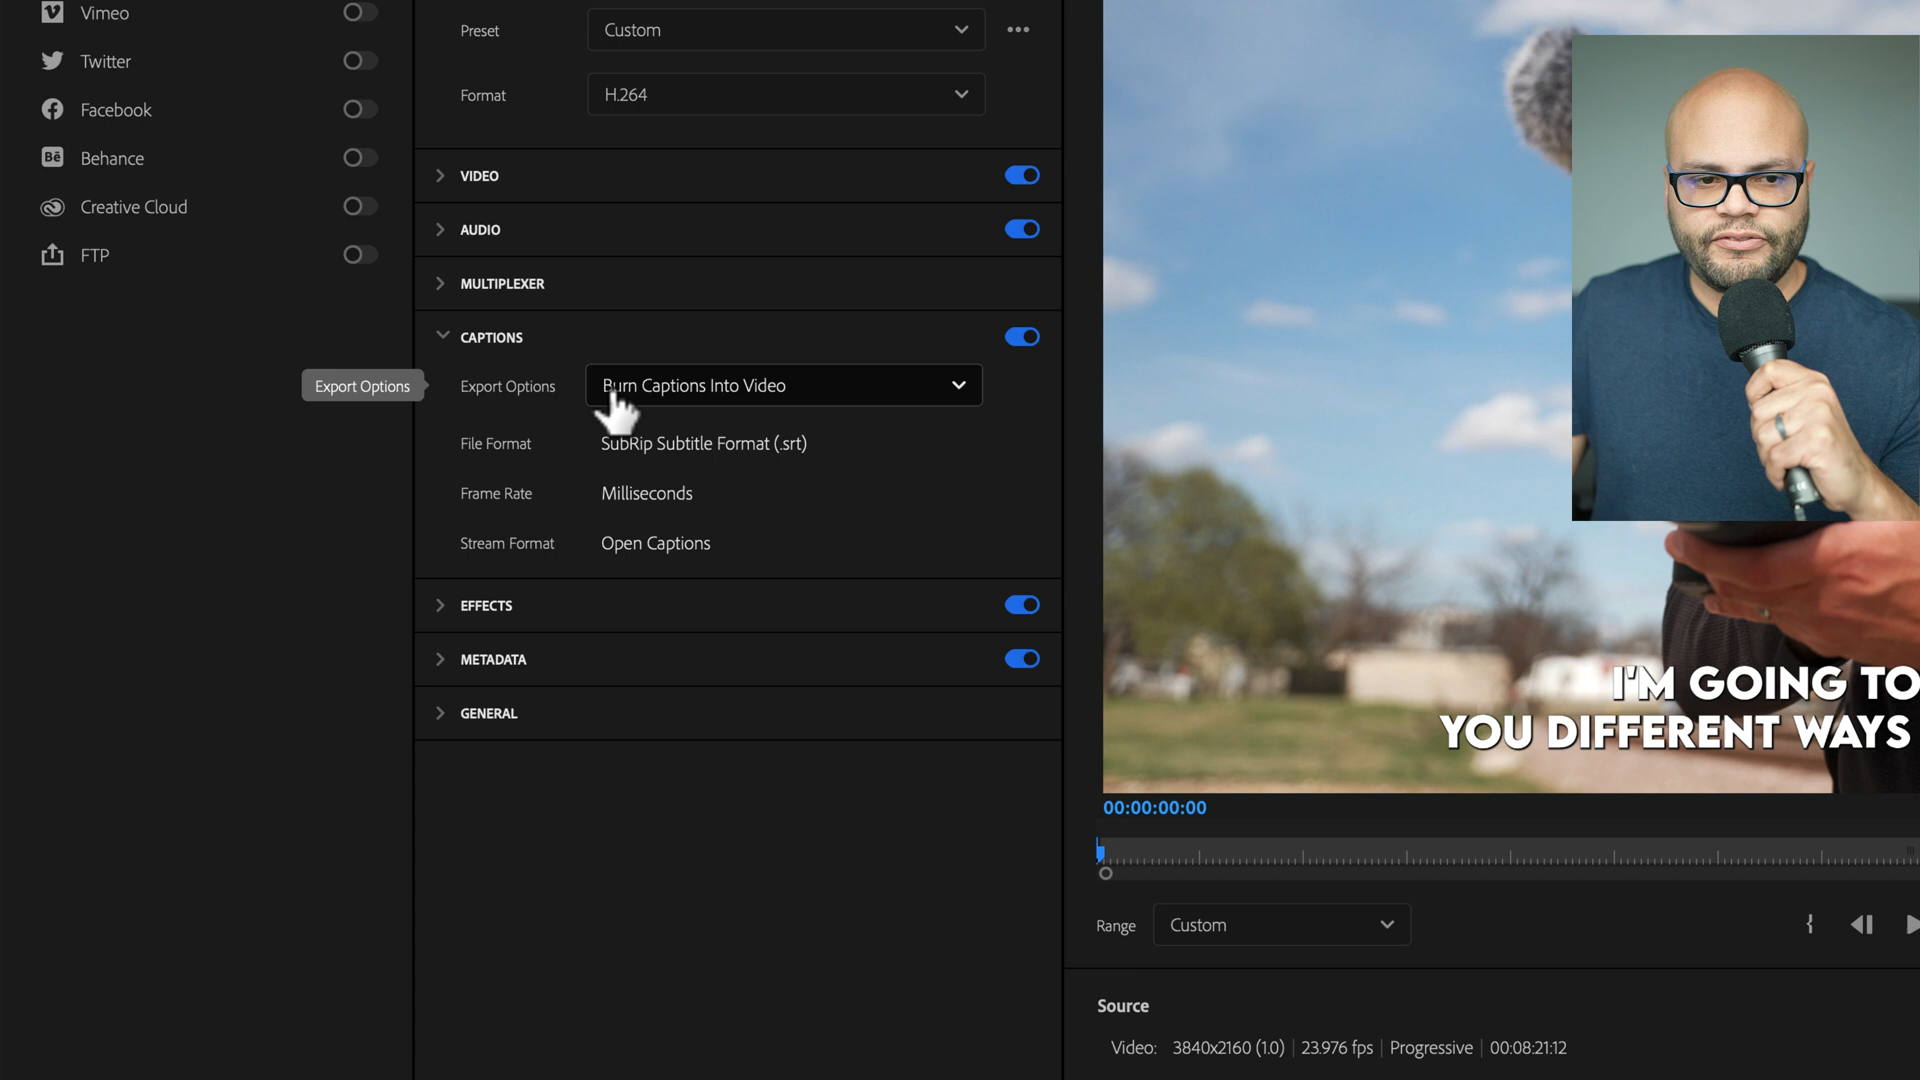 Vimeo
Twitter
Facebook
Behance
Creative Cloud
FTP
Preset Custom
Format H.264
VIDEO
AUDIO
MULTIPLEXER
CAPTIONS
Export Options
Export Options Burn Captions Into Video
File Format SubRip Subtitle Format (.srt)
Frame Rate Milliseconds
Stream Format Open Captions
EFFECTS
METADATA
GENERAL
I'M GOING TO
YOU DIFFERENT WAYS
00:00:00:00
Range Custom
Source
Video: 3840x2160 (1.0) | 23.976 fps | Progressive | 00:08:21:12